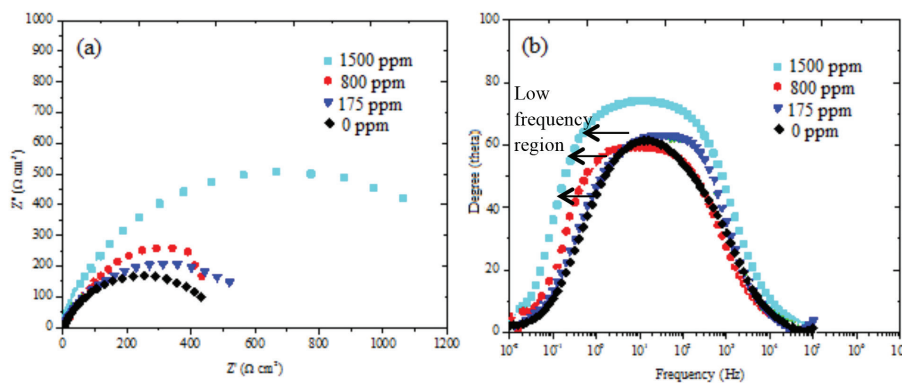 (a)
1000
900
800
700
600
500
400
300
200
100
0
0 200 400 600 800 1000 1200
Z" (Ω cm²)
Z' (Ω cm²)
1500 ppm
800 ppm
175 ppm
0 ppm
(b)
100
80
60
40
20
0
Degree (theta)
Frequency (Hz)
1500 ppm
800 ppm
175 ppm
0 ppm
Low
frequency
region